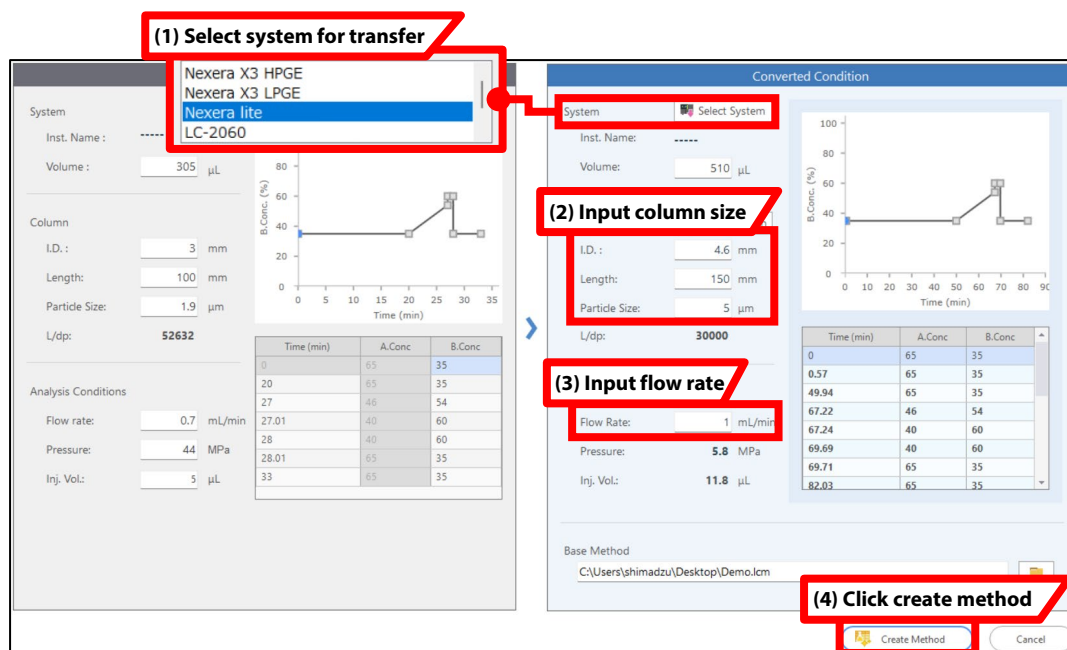 (1) Select system for transfer
Nexera X3 HPGE
Nexera X3 LPGE
Nexera lite
LC-2060
System
Inst. Name : -----
Volume : 305 µL
Column
I.D. : 3 mm
Length: 100 mm
Particle Size: 1.9 µm
L/dp: 52632
Analysis Conditions
Flow rate: 0.7 mL/min
Pressure: 44 MPa
Inj. Vol.: 5 µL
B.Conc. (%)
80
60
40
20
0
0 5 10 15 20 25 30 35
Time (min)
Time (min) A.Conc B.Conc
0 65 35
20 65 35
27 46 54
27.01 40 60
28 40 60
28.01 65 35
33 65 35
Converted Condition
System Select System
Inst. Name: -----
Volume: 510 µL
(2) Input column size
I.D. : 4.6 mm
Length: 150 mm
Particle Size: 5 µm
L/dp: 30000
(3) Input flow rate
Flow Rate: 1 mL/min
Pressure: 5.8 MPa
Inj. Vol.: 11.8 µL
B.Conc. (%)
100
80
60
40
20
0
0 10 20 30 40 50 60 70 80 90
Time (min)
Time (min) A.Conc B.Conc
0 65 35
0.57 65 35
49.94 65 35
67.22 46 54
67.24 40 60
69.69 40 60
69.71 65 35
82.03 65 35
Base Method
C:\Users\shimadzu\Desktop\Demo.lcm
(4) Click create method
Create Method
Cancel